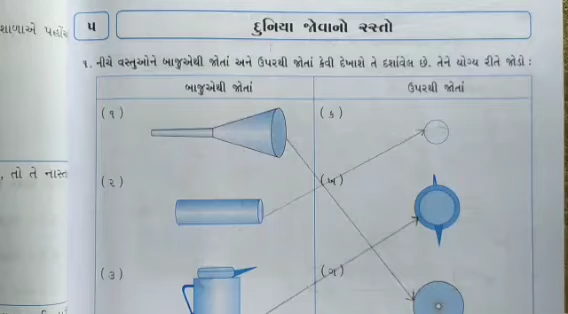 શાળાએ પહોંચ
૫
દુનિયા જોવાનો રસ્તો
૧. નીચે વસ્તુઓને બાજુએથી જોતાં અને ઉપરથી જોતાં કેવી દેખાશે તે દર્શાવેલ છે. તેને યોગ્ય રીતે જોડો :
બાજુએથી જોતાં
ઉપરથી જોતાં
(૧)
(ક)
, તો તે નાસ્ત
(૨)
(ખ)
(૩)
(ગ)